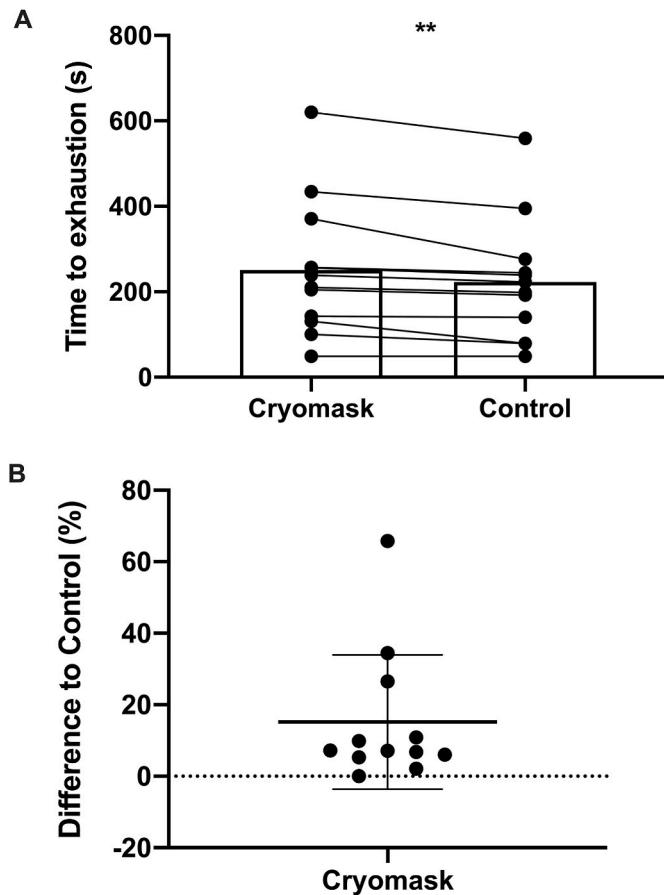 A
**
Time to exhaustion (s)
800
600
400
200
0
Cryomask Control
B
Difference to Control (%)
80
60
40
20
0
-20
Cryomask